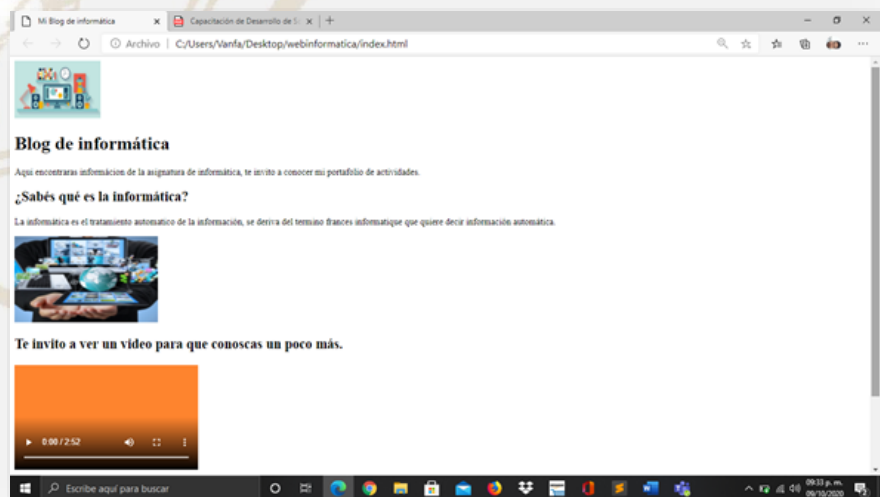 Mi Blog de informática
Capacitación de Desarrollo de
Archivo | C:/Users/Vanfa/Desktop/webinformatica/index.html
Blog de informática
Aqui encontraras informácion de la asignatura de informática, te invito a conocer mi portafolio de actividades.
¿Sabés qué es la informática?
La informática es el tratamiento automatico de la información, se deriva del termino frances informatique que quiere decir información automática.
Te invito a ver un video para que conoscas un poco más.
0:00 / 2:52
Escribe aquí para buscar
09:33 p. m.
09/10/2020